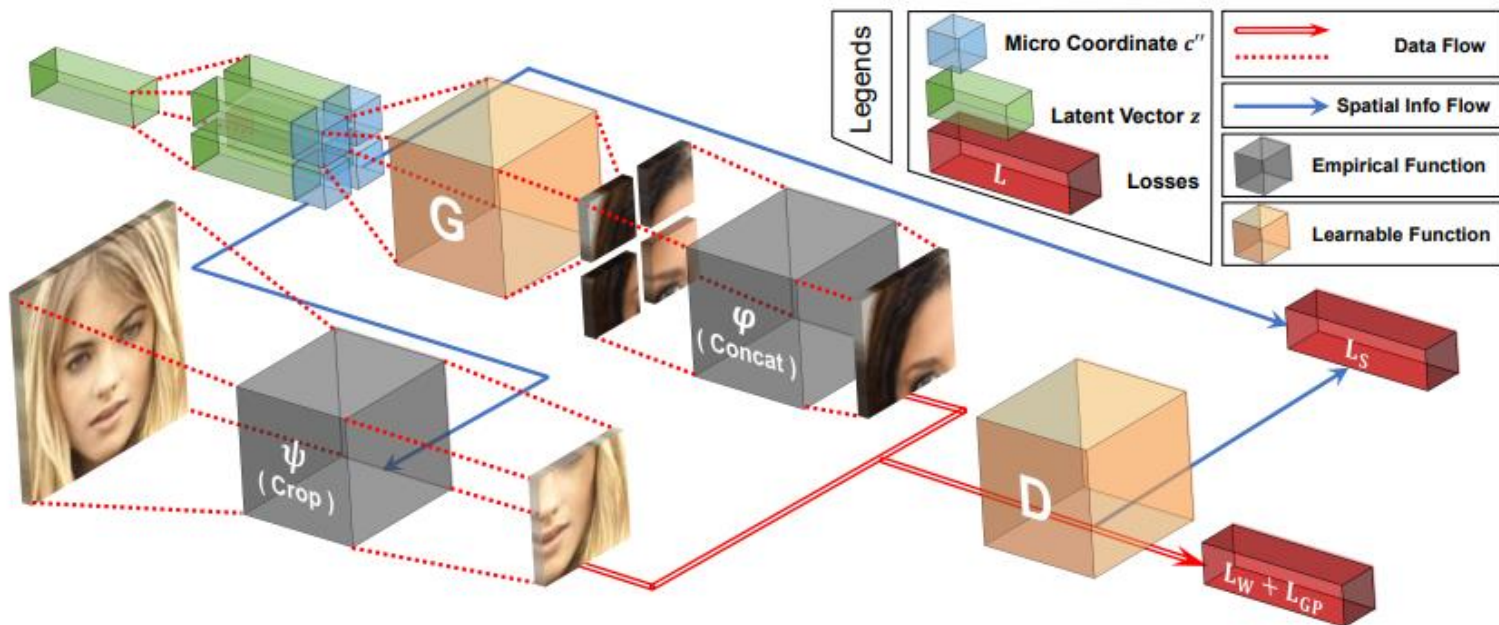 Legends
Micro Coordinate c′′
Latent Vector z
L
Losses
Data Flow
Spatial Info Flow
Empirical Function
Learnable Function
G
φ
( Concat )
L_S
ψ
( Crop )
D
L_W + L_GP